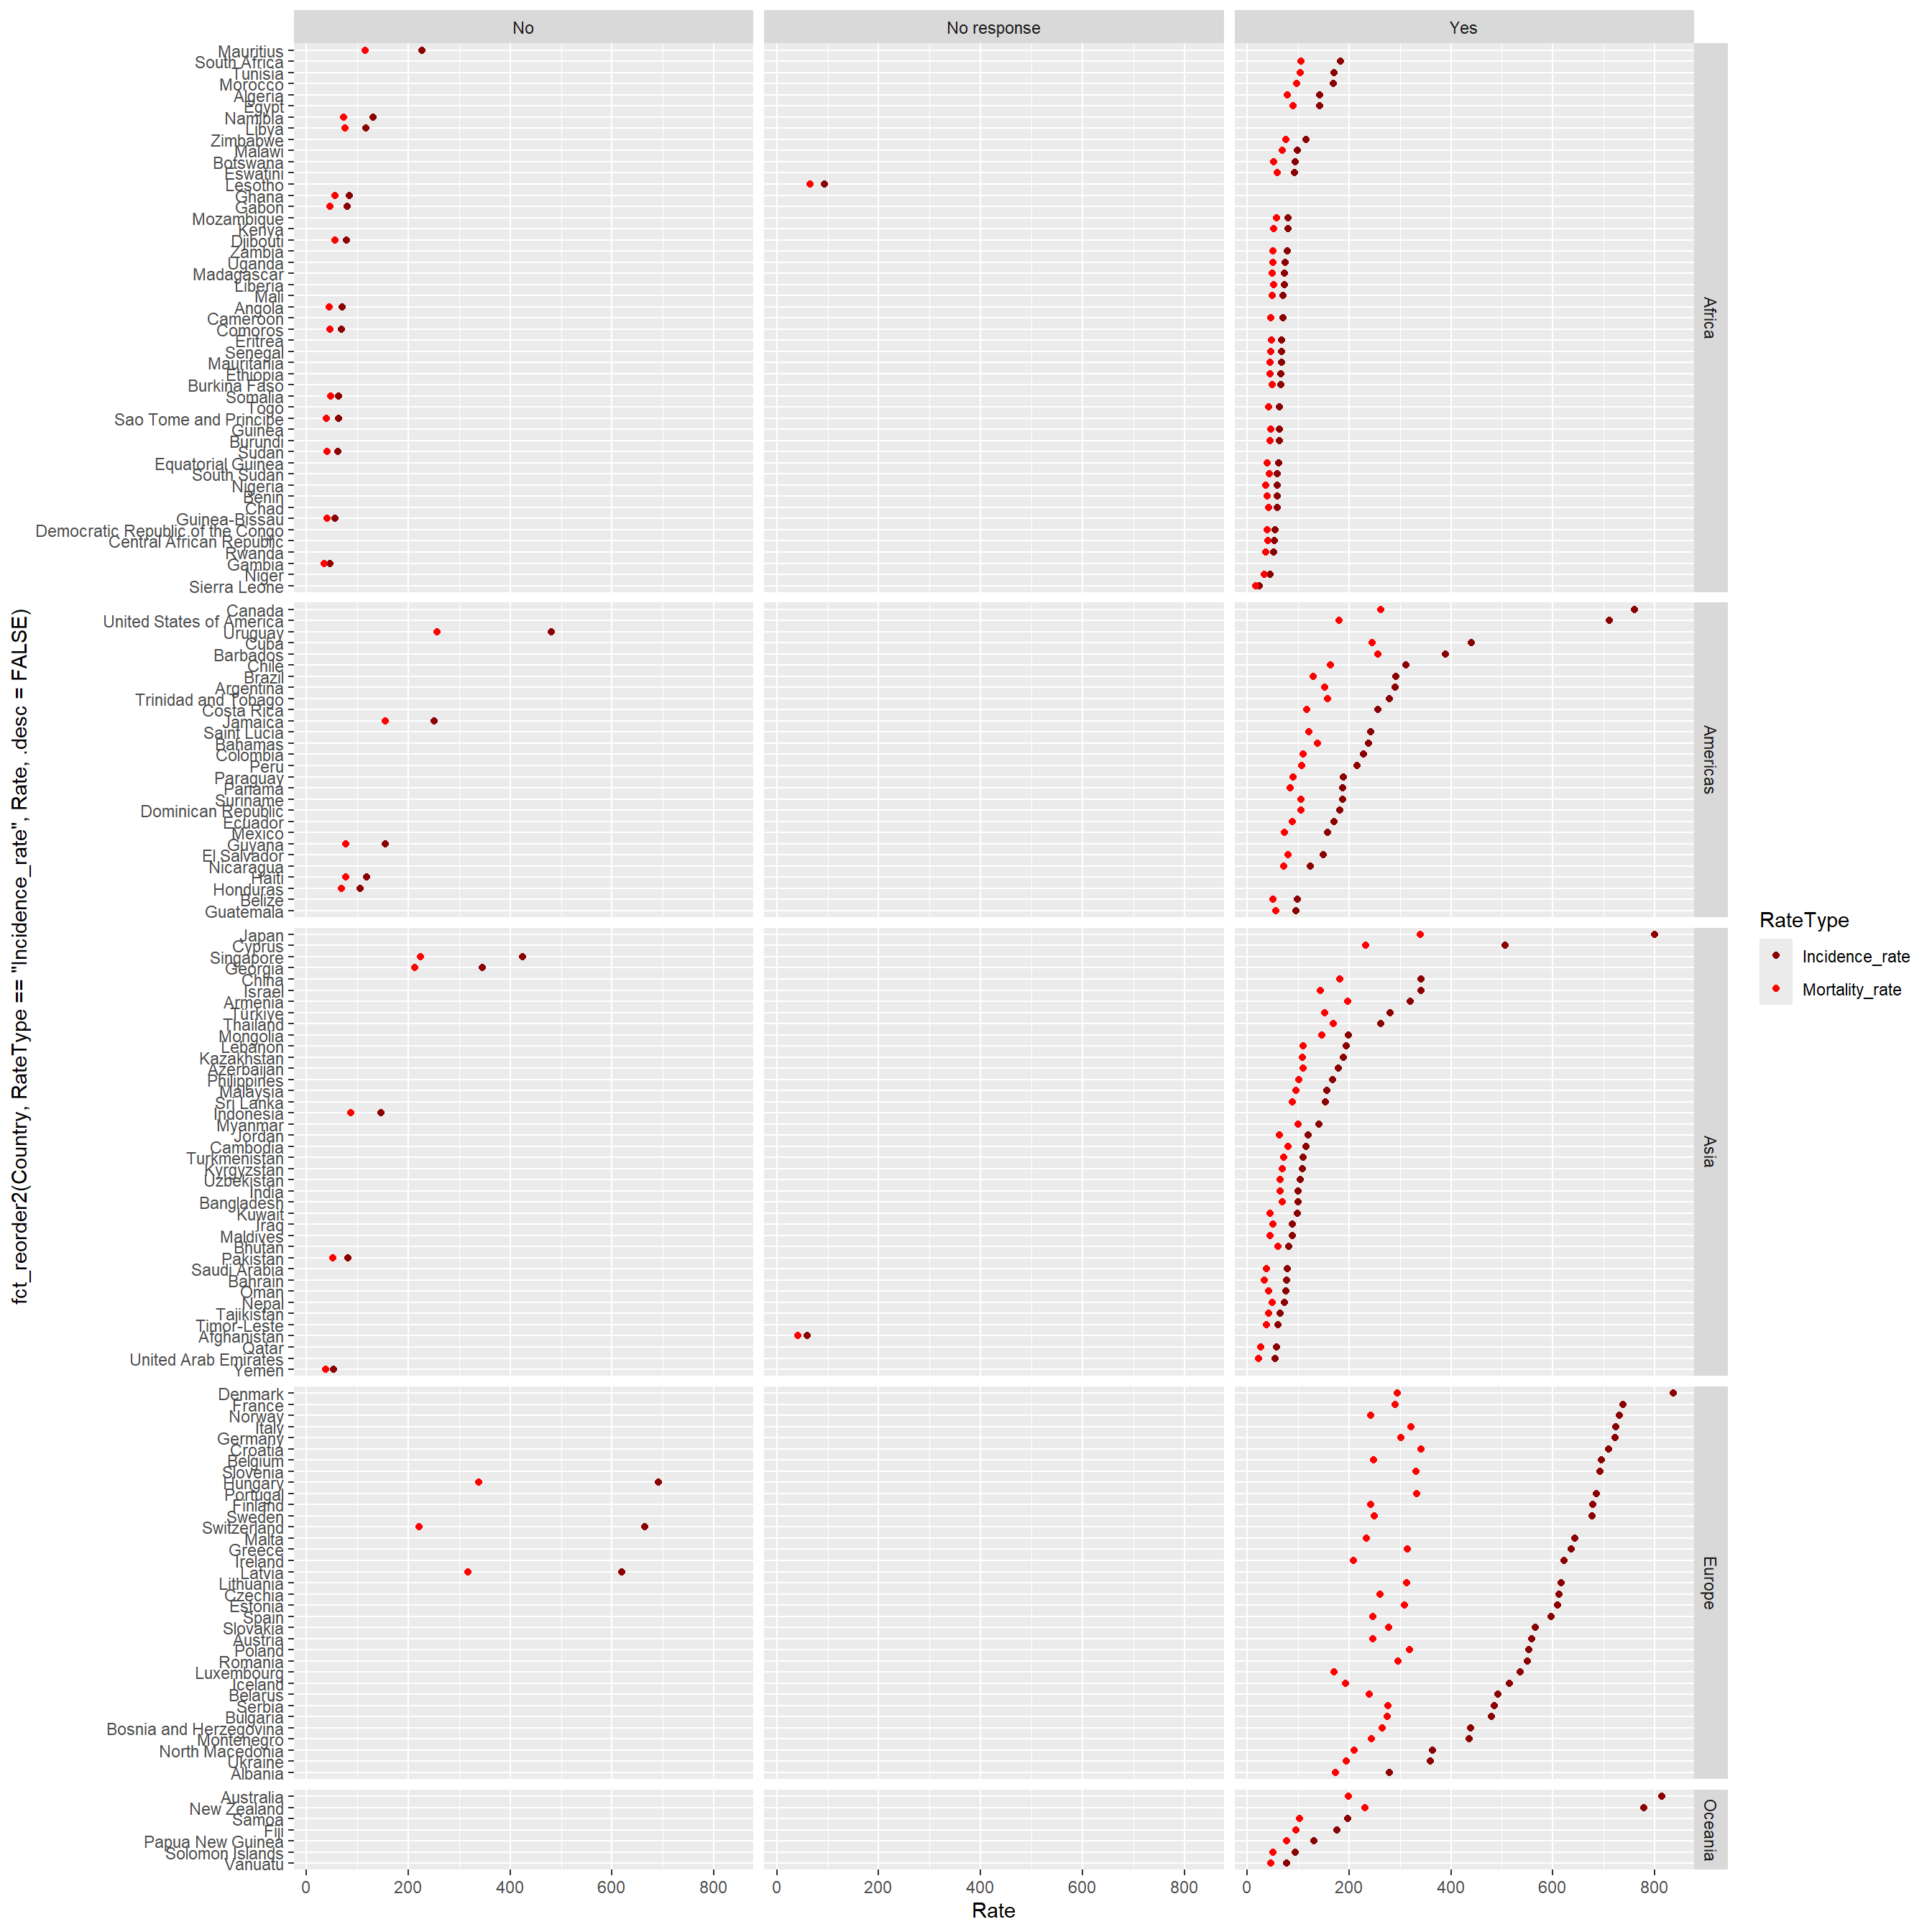 No
No response
Yes
Mauritius
South Africa
Tunisia
Morocco
Algeria
Egypt
Namibia
Libya
Zimbabwe
Malawi
Botswana
Eswatini
Lesotho
Ghana
Gabon
Mozambique
Kenya
Djibouti
Zambia
Uganda
Madagascar
Liberia
Mali
Angola
Cameroon
Comoros
Eritrea
Senegal
Mauritania
Ethiopia
Burkina Faso
Somalia
Togo
Sao Tome and Principe
Guinea
Burundi
Sudan
Equatorial Guinea
South Sudan
Nigeria
Benin
Chad
Guinea-Bissau
Democratic Republic of the Congo
Central African Republic
Rwanda
Gambia
Niger
Sierra Leone
Africa
Canada
United States of America
Uruguay
Cuba
Barbados
Chile
Brazil
Argentina
Trinidad and Tobago
Costa Rica
Jamaica
Saint Lucia
Bahamas
Colombia
Peru
Paraguay
Panama
Suriname
Dominican Republic
Ecuador
Mexico
Guyana
El Salvador
Nicaragua
Haiti
Honduras
Belize
Guatemala
Americas
Japan
Cyprus
Singapore
Georgia
China
Israel
Armenia
Türkiye
Thailand
Mongolia
Lebanon
Kazakhstan
Azerbaijan
Philippines
Malaysia
Sri Lanka
Indonesia
Myanmar
Jordan
Cambodia
Turkmenistan
Kyrgyzstan
Uzbekistan
India
Bangladesh
Kuwait
Iraq
Maldives
Bhutan
Pakistan
Saudi Arabia
Bahrain
Oman
Nepal
Tajikistan
Timor-Leste
Afghanistan
Qatar
United Arab Emirates
Yemen
Asia
Denmark
France
Norway
Italy
Germany
Croatia
Belgium
Slovenia
Hungary
Portugal
Finland
Sweden
Switzerland
Malta
Greece
Ireland
Latvia
Lithuania
Czechia
Estonia
Spain
Slovakia
Austria
Poland
Romania
Luxembourg
Iceland
Belarus
Serbia
Bulgaria
Bosnia and Herzegovina
Montenegro
North Macedonia
Ukraine
Albania
Europe
Australia
New Zealand
Samoa
Fiji
Papua New Guinea
Solomon Islands
Vanuatu
Oceania
0 200 400 600 800
0 200 400 600 800
0 200 400 600 800
Rate
fct_reorder2(Country, RateType == "Incidence_rate", Rate, .desc = FALSE)
RateType
Incidence_rate
Mortality_rate